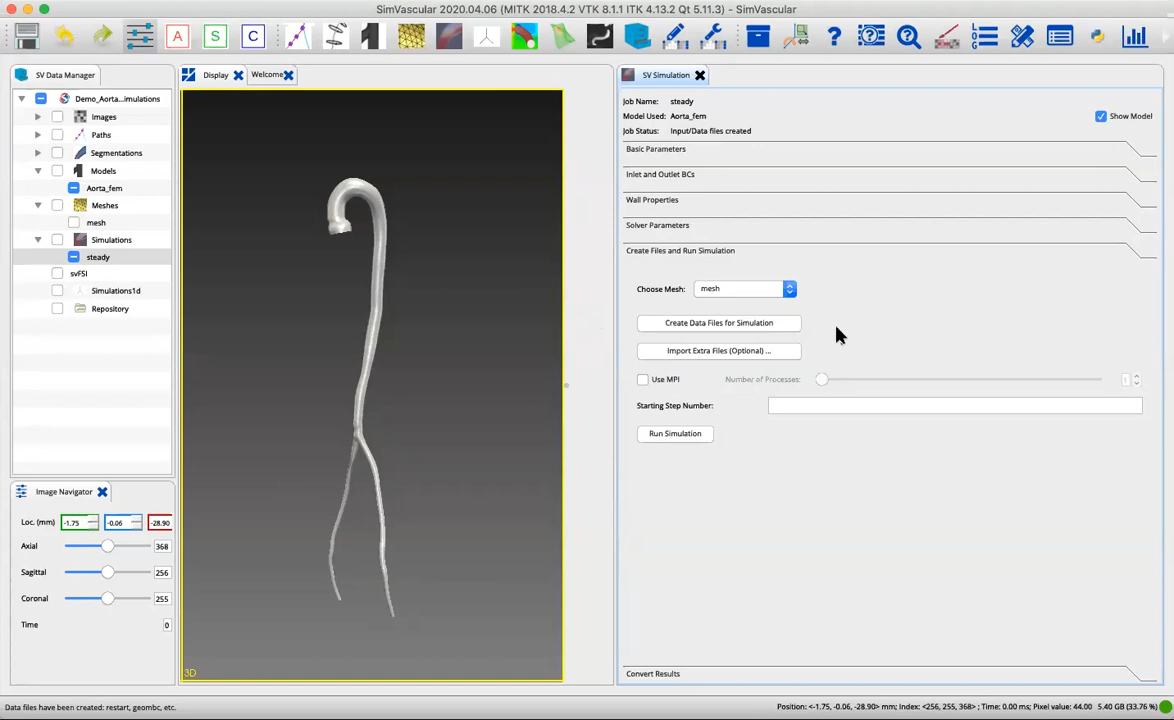 SimVascular 2020.04.06 (MITK 2018.4.2 VTK 8.1.1 ITK 4.13.2 Qt 5.11.3) - SimVascular
A
S
C
SV Data Manager
Demo_Aorta...imulations
Images
Paths
Segmentations
Models
Aorta_fem
Meshes
mesh
Simulations
steady
svFSI
Simulations1d
Repository
Image Navigator
Loc. (mm) -1.75 -0.06 -28.90
Axial 368
Sagittal 256
Coronal 255
Time 0
Display
Welcome
3D
SV Simulation
Job Name: steady
Model Used: Aorta_fem
Show Model
Job Status: Input/Data files created
Basic Parameters
Inlet and Outlet BCs
Wall Properties
Solver Parameters
Create Files and Run Simulation
Choose Mesh: mesh
Create Data Files for Simulation
Import Extra Files (Optional) ...
Use MPI Number of Processes: 1
Starting Step Number:
Run Simulation
Convert Results
Data files have been created: restart, geombc, etc.
Position: <-1.75, -0.06, -28.90> mm; Index: <256, 255, 368> ; Time: 0.00 ms; Pixel value: 44.00 5.40 GB (33.76 %)